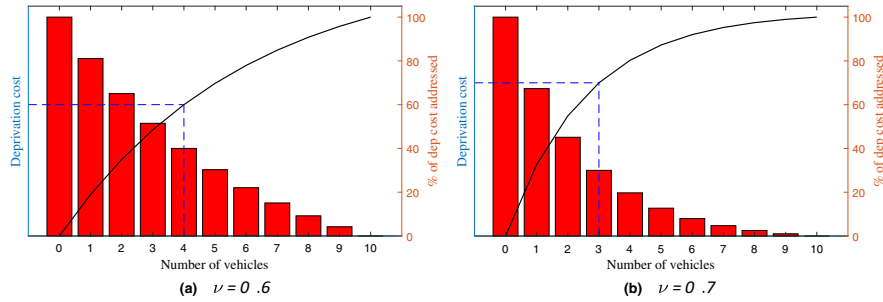 Deprivation cost
0 1 2 3 4 5 6 7 8 9 10
Number of vehicles
0
20
40
60
80
100
% of dep cost addressed
(a) ν = 0 .6
Deprivation cost
0 1 2 3 4 5 6 7 8 9 10
Number of vehicles
0
20
40
60
80
100
% of dep cost addressed
(b) ν = 0 .7